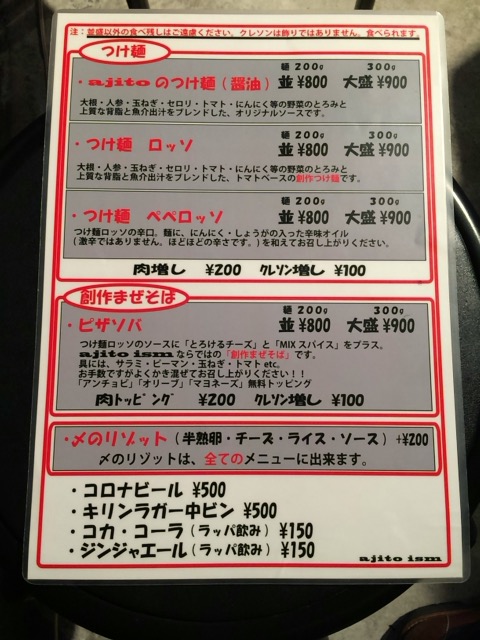 注：並盛以外の食べ残しはご遠慮ください。クレソンは飾りではありません。食べられます。
つけ麺
麺 200g 300g
・ajitoのつけ麺（醤油） 並 ¥800 大盛 ¥900
大根・人参・玉ねぎ・セロリ・トマト・にんにく等の野菜のとろみと
上質な背脂と魚介出汁をブレンドした、オリジナルソースです。
麺 200g 300g
・つけ麺 ロッソ 並 ¥800 大盛 ¥900
大根・人参・玉ねぎ・セロリ・トマト・にんにく等の野菜のとろみと
上質な背脂と魚介出汁をブレンドした、トマトベースの創作つけ麺です。
麺 200g 300g
・つけ麺 ペペロッソ 並 ¥800 大盛 ¥900
つけ麺ロッソの辛口。麺に、にんにく・しょうがの入った辛味オイル
（激辛ではありません。ほどほどの辛さです。）を和えてお召し上がりください。
肉増し ¥200 クレソン増し ¥100
創作まぜそば
麺 200g 300g
・ピザソバ 並 ¥800 大盛 ¥900
つけ麺ロッソのソースに「とろけるチーズ」と「MIXスパイス」をプラス。
ajito ism ならではの「創作まぜそば」です。
具には、サラミ・ピーマン・玉ねぎ・トマト etc.
お手数ですがよくかき混ぜてお召し上がりください！！
「アンチョビ」「オリーブ」「マヨネーズ」無料トッピング
肉トッピング ¥200 クレソン増し ¥100
・〆のリゾット（半熟卵・チーズ・ライス・ソース）+¥200
〆のリゾットは、全てのメニューに出来ます。
・コロナビール ¥500
・キリンラガー中ビン ¥500
・コカ・コーラ（ラッパ飲み）¥150
・ジンジャエール（ラッパ飲み）¥150
ajito ism